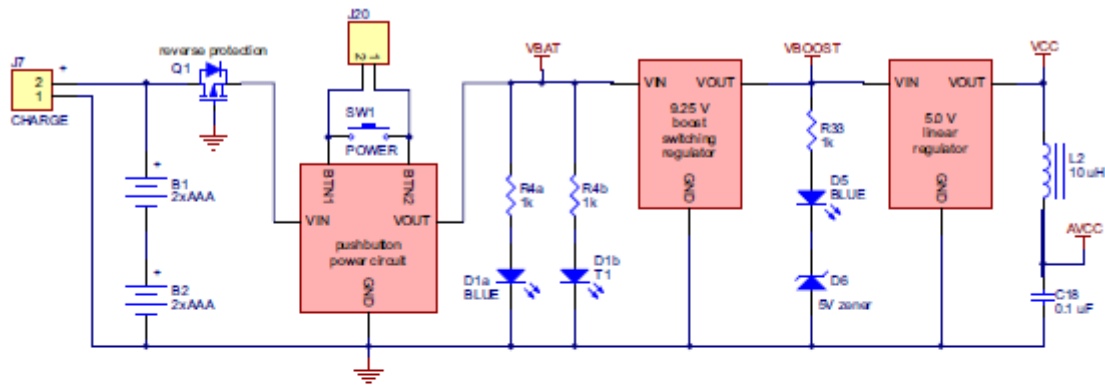 J7
+
2
1
CHARGE
reverse protection
Q1
J20
1
2
SW1
POWER
BTN1
BTN2
VIN
VOUT
pushbutton
power circuit
GND
+
B1
2xAAA
+
B2
2xAAA
VBAT
R4a
1k
R4b
1k
D1a
BLUE
D1b
T1
VIN
VOUT
9.25 V
boost
switching
regulator
GND
VBOOST
R33
1k
D5
BLUE
D6
5V zener
VIN
VOUT
5.0 V
linear
regulator
GND
VCC
L2
10 uH
AVCC
C18
0.1 uF